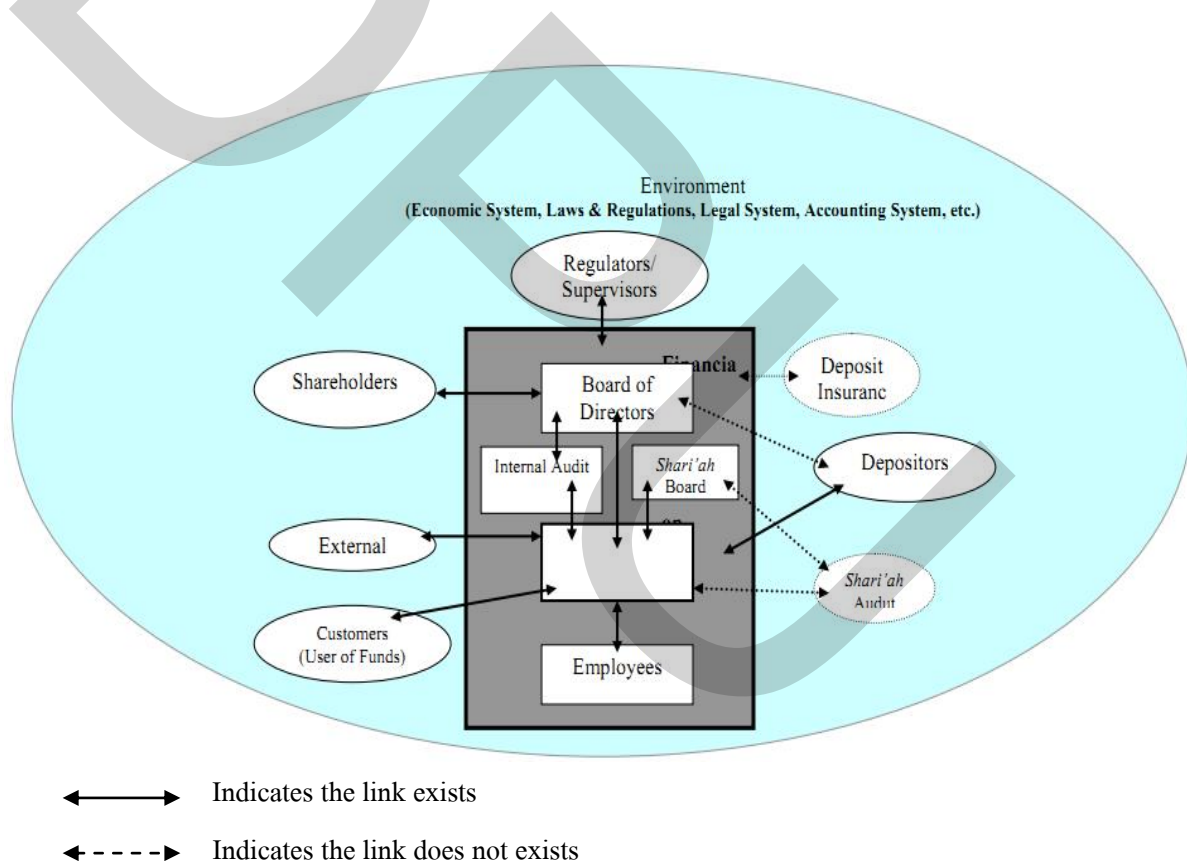 Environment
(Economic System, Laws & Regulations, Legal System, Accounting System, etc.)
Regulators/
Supervisors
Financia
Shareholders
Board of
Directors
Deposit
Insuranc
Internal Audit
Shari'ah
Board
Depositors
on
External
Shari'ah
Customers
(User of Funds)
Employees
Indicates the link exists
Indicates the link does not exists